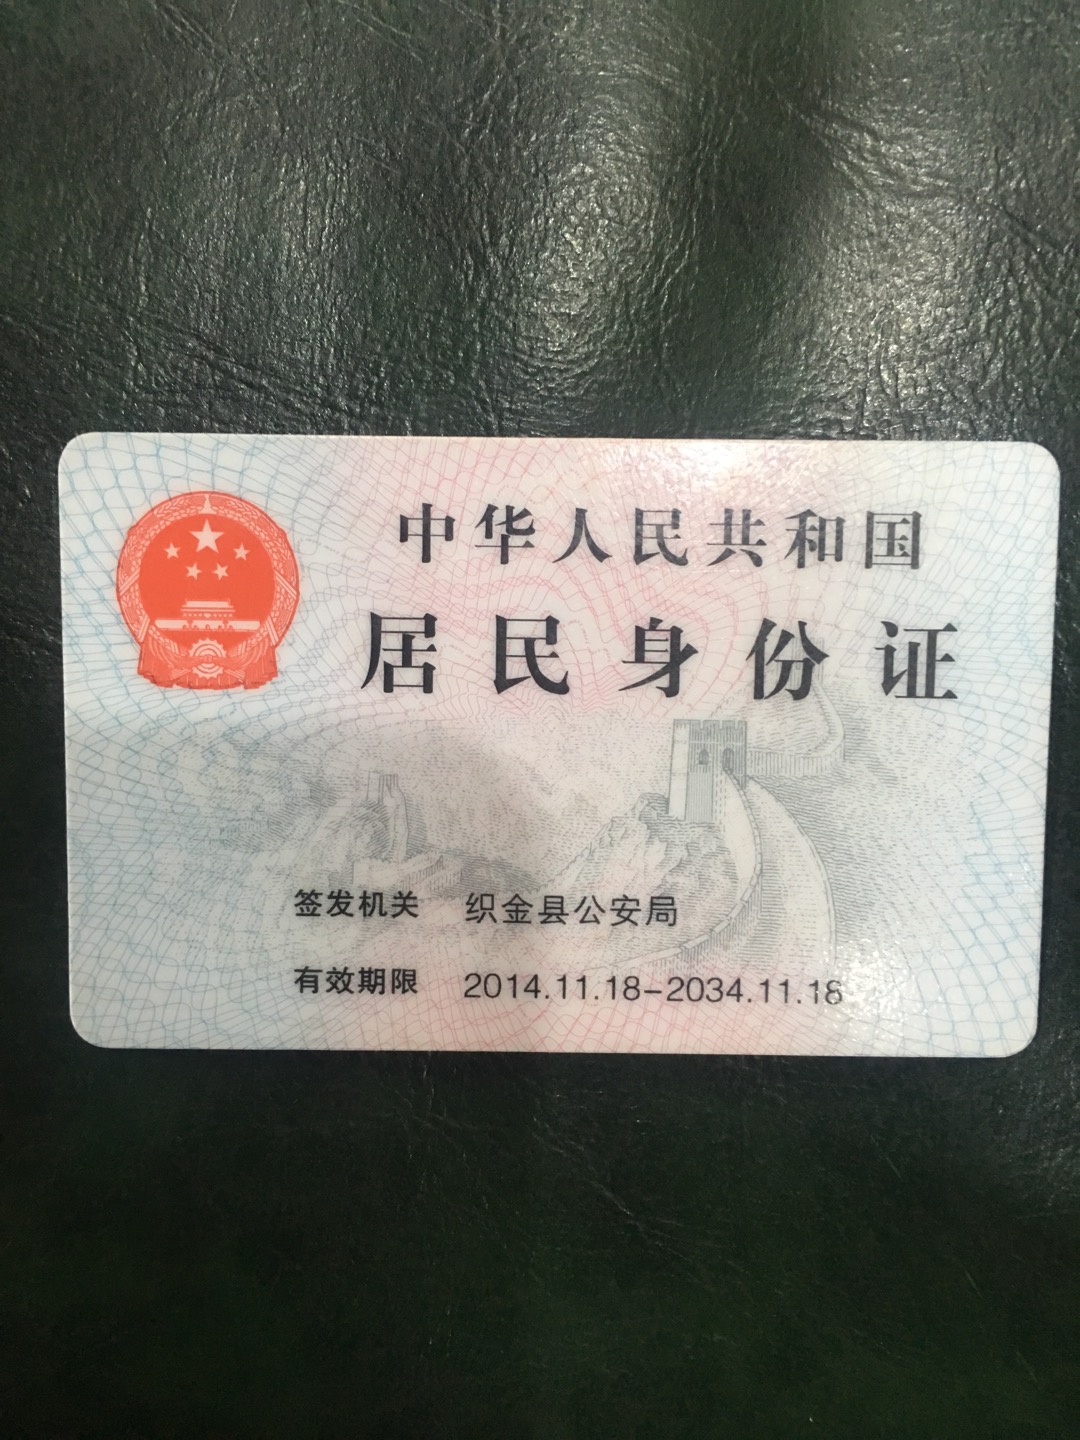 中华人民共和国
居民身份证
签发机关 织金县公安局
有效期限 2014.11.18-2034.11.18